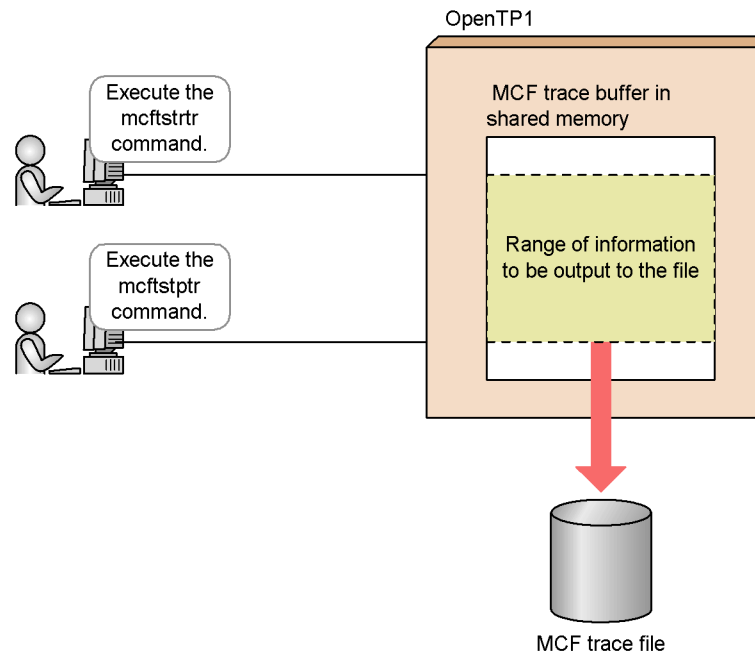 OpenTP1
Execute the
mcftstrtr
command.
MCF trace buffer in
shared memory
Range of information
to be output to the file
Execute the
mcftstptr
command.
MCF trace file